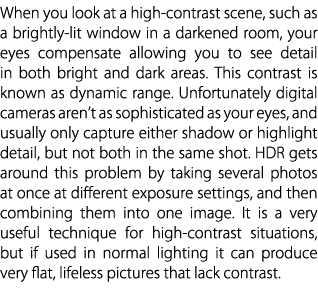 When you look at a high-contrast scene, such as
a brightly-lit window in a darkened room, your
eyes compensate allowing you to see detail
in both bright and dark areas. This contrast is
known as dynamic range. Unfortunately digital
cameras aren't as sophisticated as your eyes, and
usually only capture either shadow or highlight
detail, but not both in the same shot. HDR gets
around this problem by taking several photos
at once at different exposure settings, and then
combining them into one image. It is a very
useful technique for high-contrast situations,
but if used in normal lighting it can produce
very flat, lifeless pictures that lack contrast.